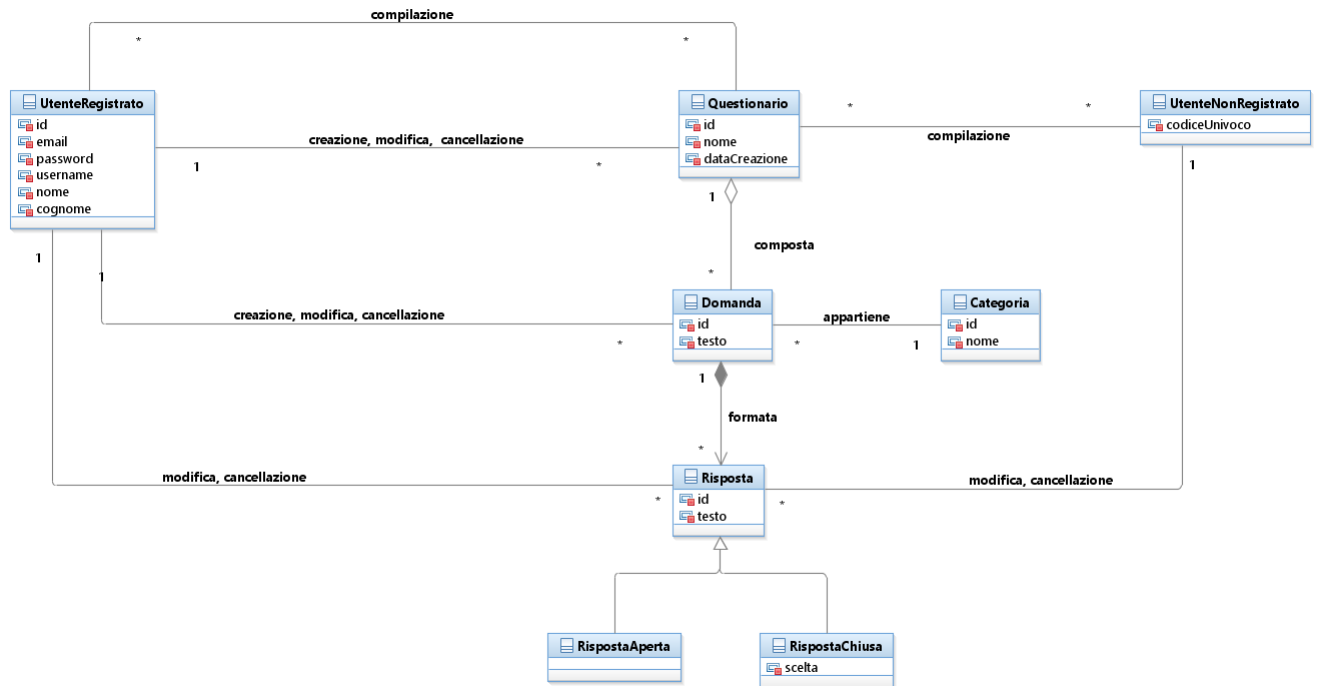 compilazione
*
*
UtenteRegistrato
id
email
password
username
nome
cognome
Questionario
id
nome
dataCreazione
UtenteNonRegistrato
codiceUnivoco
*
*
compilazione
creazione, modifica, cancellazione
1
*
1
1
composta
*
1
1
1
Domanda
id
testo
Categoria
id
nome
creazione, modifica, cancellazione
*
appartiene
*
1
1
formata
*
modifica, cancellazione
*
Risposta
id
testo
modifica, cancellazione
*
RispostaAperta
RispostaChiusa
scelta